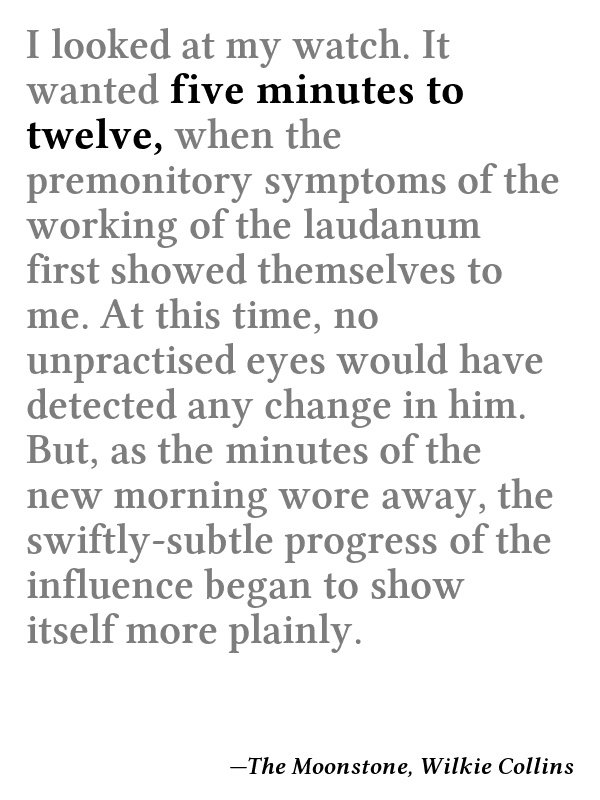 I looked at my watch. It
wanted five minutes to
twelve, when the
premonitory symptoms of the
working of the laudanum
first showed themselves to
me. At this time, no
unpractised eyes would have
detected any change in him.
But, as the minutes of the
new morning wore away, the
swiftly-subtle progress of the
influence began to show
itself more plainly.
—The Moonstone, Wilkie Collins